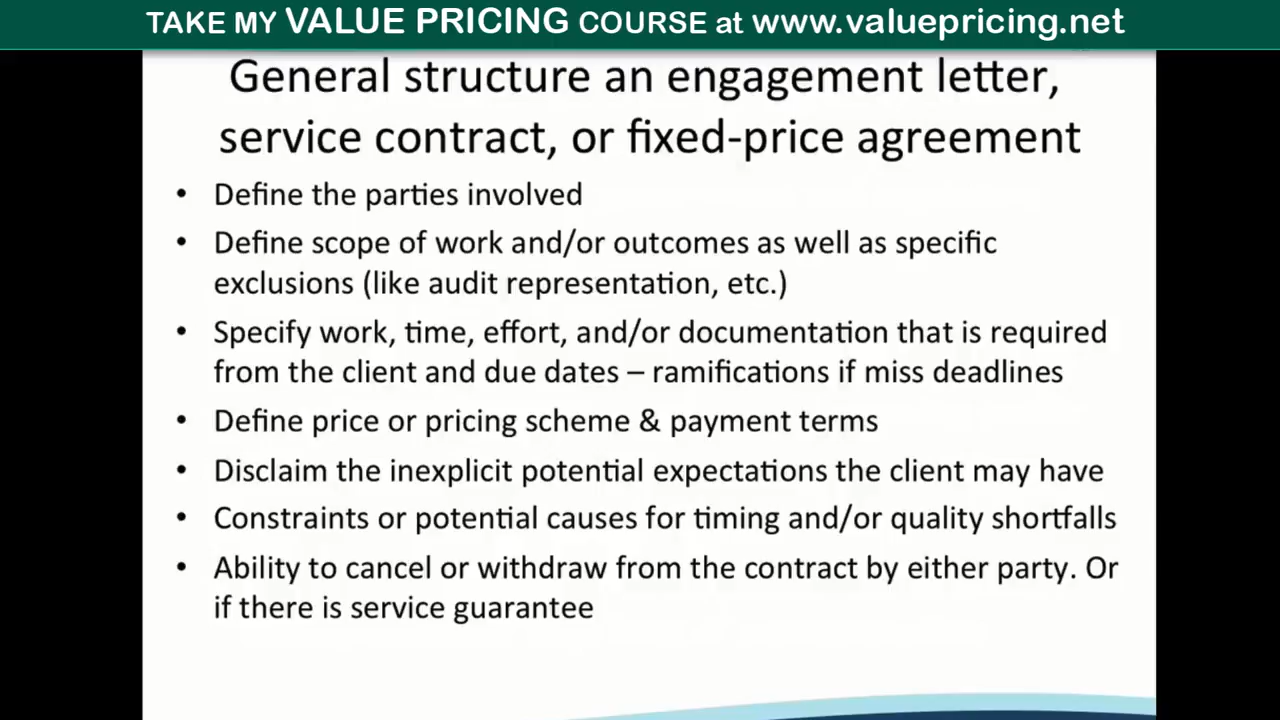 TAKE MY VALUE PRICING COURSE at www.valuepricing.net
General structure an engagement letter,
service contract, or fixed-price agreement
• Define the parties involved
• Define scope of work and/or outcomes as well as specific
exclusions (like audit representation, etc.)
• Specify work, time, effort, and/or documentation that is required
from the client and due dates – ramifications if miss deadlines
• Define price or pricing scheme & payment terms
• Disclaim the inexplicit potential expectations the client may have
• Constraints or potential causes for timing and/or quality shortfalls
• Ability to cancel or withdraw from the contract by either party. Or
if there is service guarantee